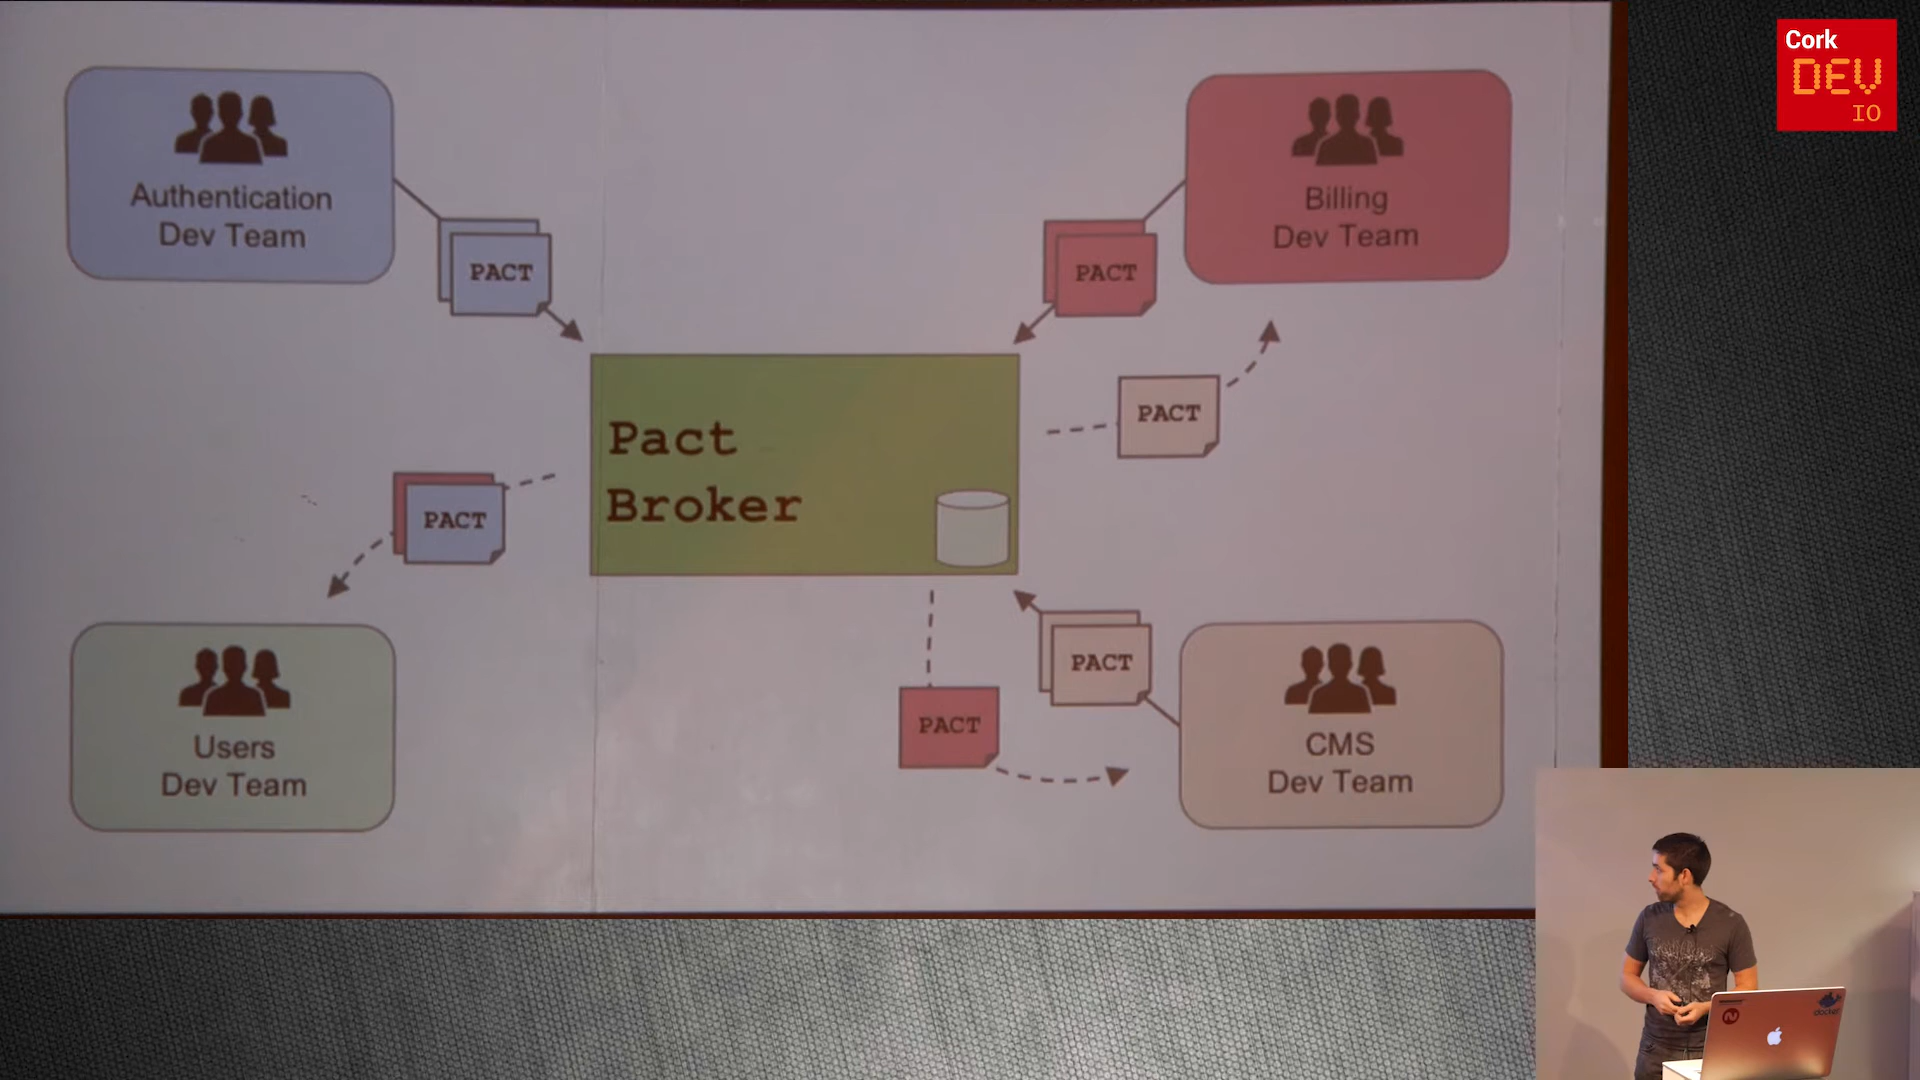 Authentication
Dev Team
PACT
Billing
Dev Team
PACT
Pact
Broker
PACT
PACT
Users
Dev Team
PACT
PACT
CMS
Dev Team
Cork
DEV
IO
docker